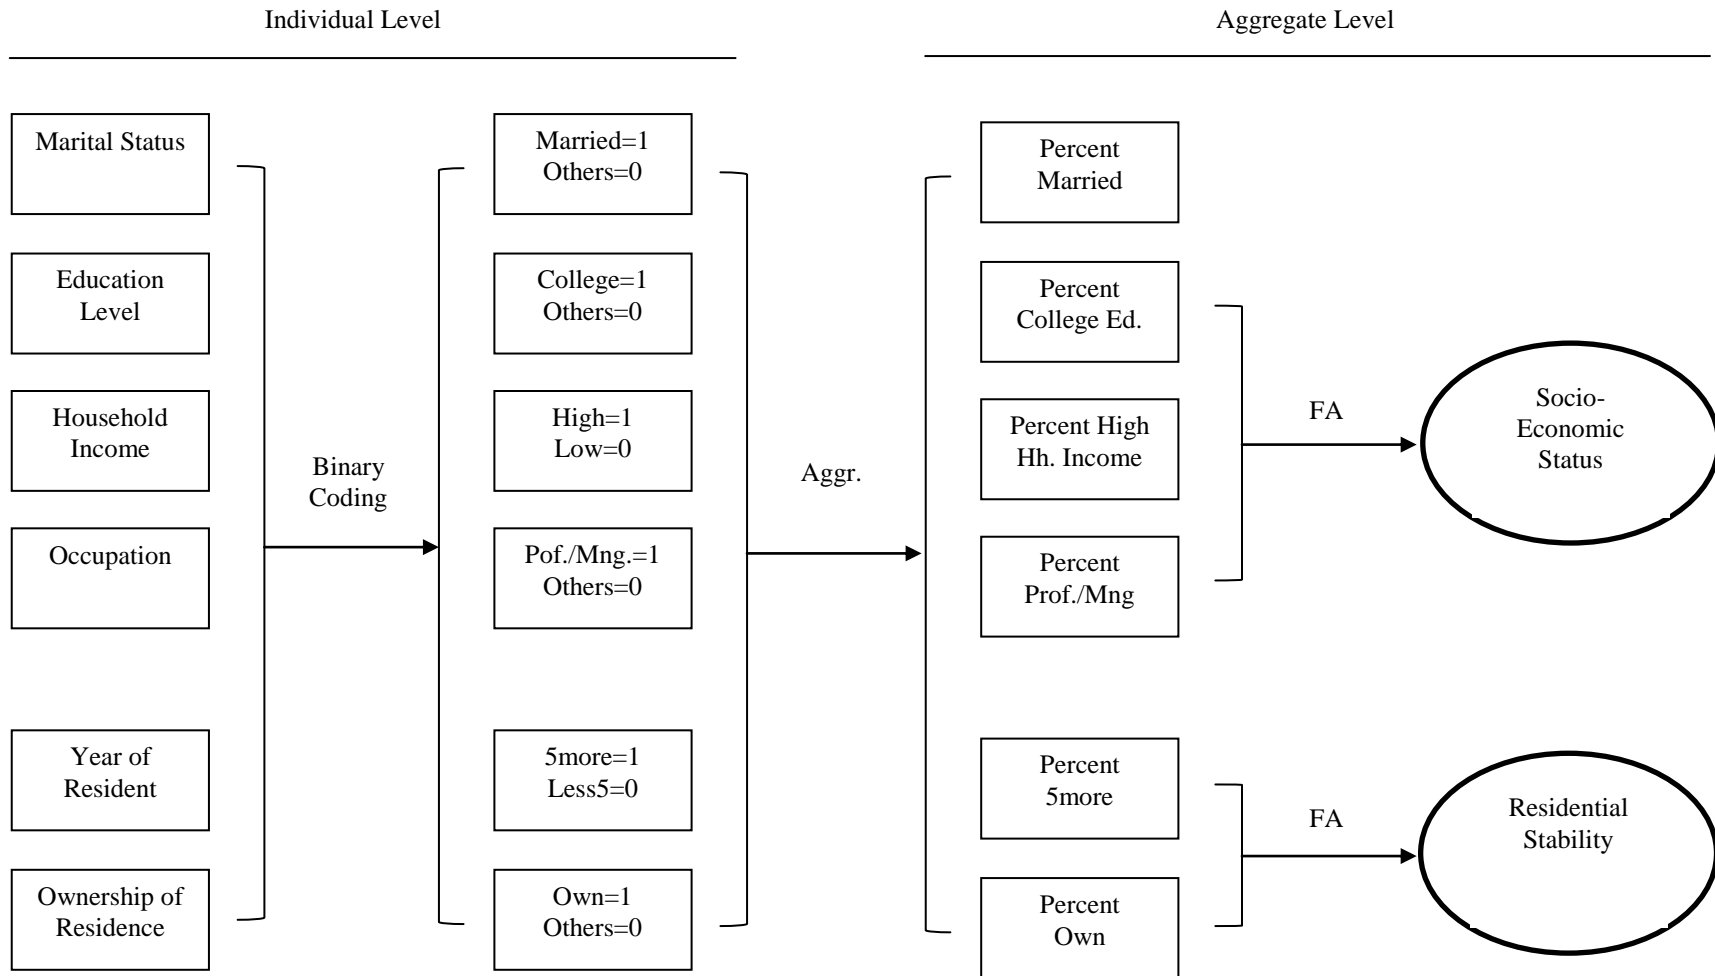 Individual Level
Aggregate Level
Marital Status
Education
Level
Household
Income
Occupation
Year of
Resident
Ownership of
Residence
Binary
Coding
Married=1
Others=0
College=1
Others=0
High=1
Low=0
Pof./Mng.=1
Others=0
5more=1
Less5=0
Own=1
Others=0
Aggr.
Percent
Married
Percent
College Ed.
Percent High
Hh. Income
Percent
Prof./Mng
Percent
5more
Percent
Own
FA
Socio-
Economic
Status
FA
Residential
Stability